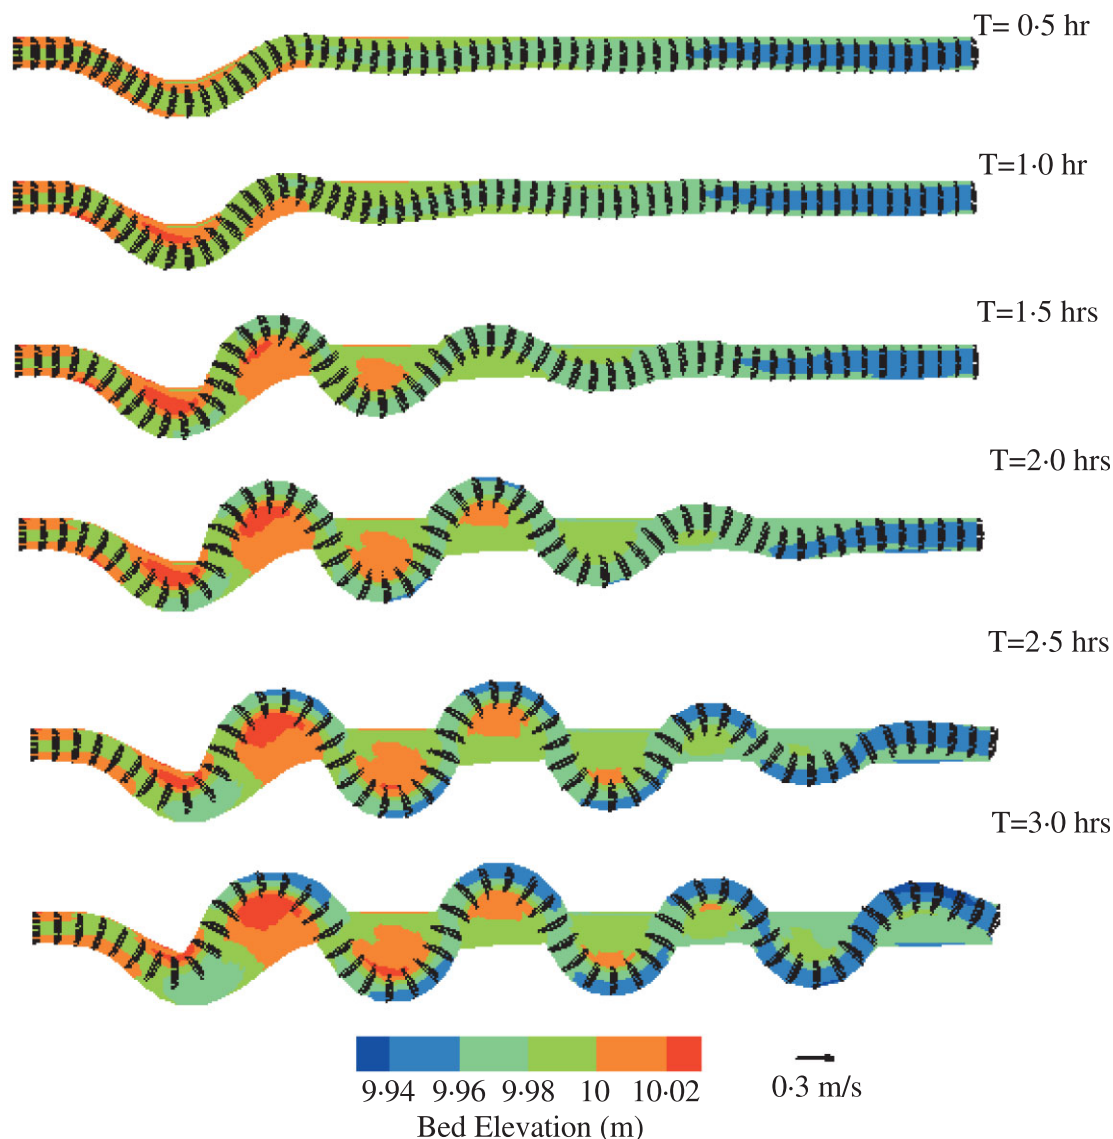 T= 0·5 hr
T=1·0 hr
T=1·5 hrs
T=2·0 hrs
T=2·5 hrs
T=3·0 hrs
9·94 9·96 9·98 10 10·02
0·3 m/s
Bed Elevation (m)